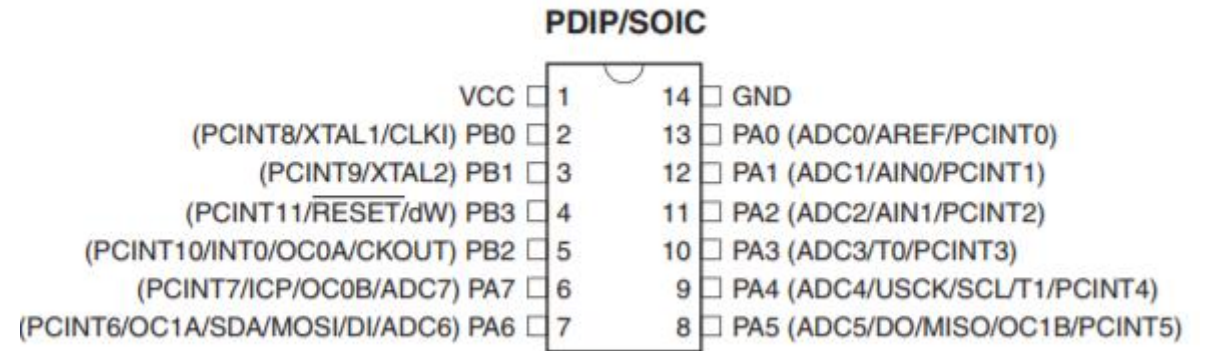 PDIP/SOIC
VCC 1 14 GND
(PCINT8/XTAL1/CLKI) PB0 2 13 PA0 (ADC0/AREF/PCINT0)
(PCINT9/XTAL2) PB1 3 12 PA1 (ADC1/AIN0/PCINT1)
(PCINT11/RESET/dW) PB3 4 11 PA2 (ADC2/AIN1/PCINT2)
(PCINT10/INT0/OC0A/CKOUT) PB2 5 10 PA3 (ADC3/T0/PCINT3)
(PCINT7/ICP/OC0B/ADC7) PA7 6 9 PA4 (ADC4/USCK/SCL/T1/PCINT4)
(PCINT6/OC1A/SDA/MOSI/DI/ADC6) PA6 7 8 PA5 (ADC5/DO/MISO/OC1B/PCINT5)